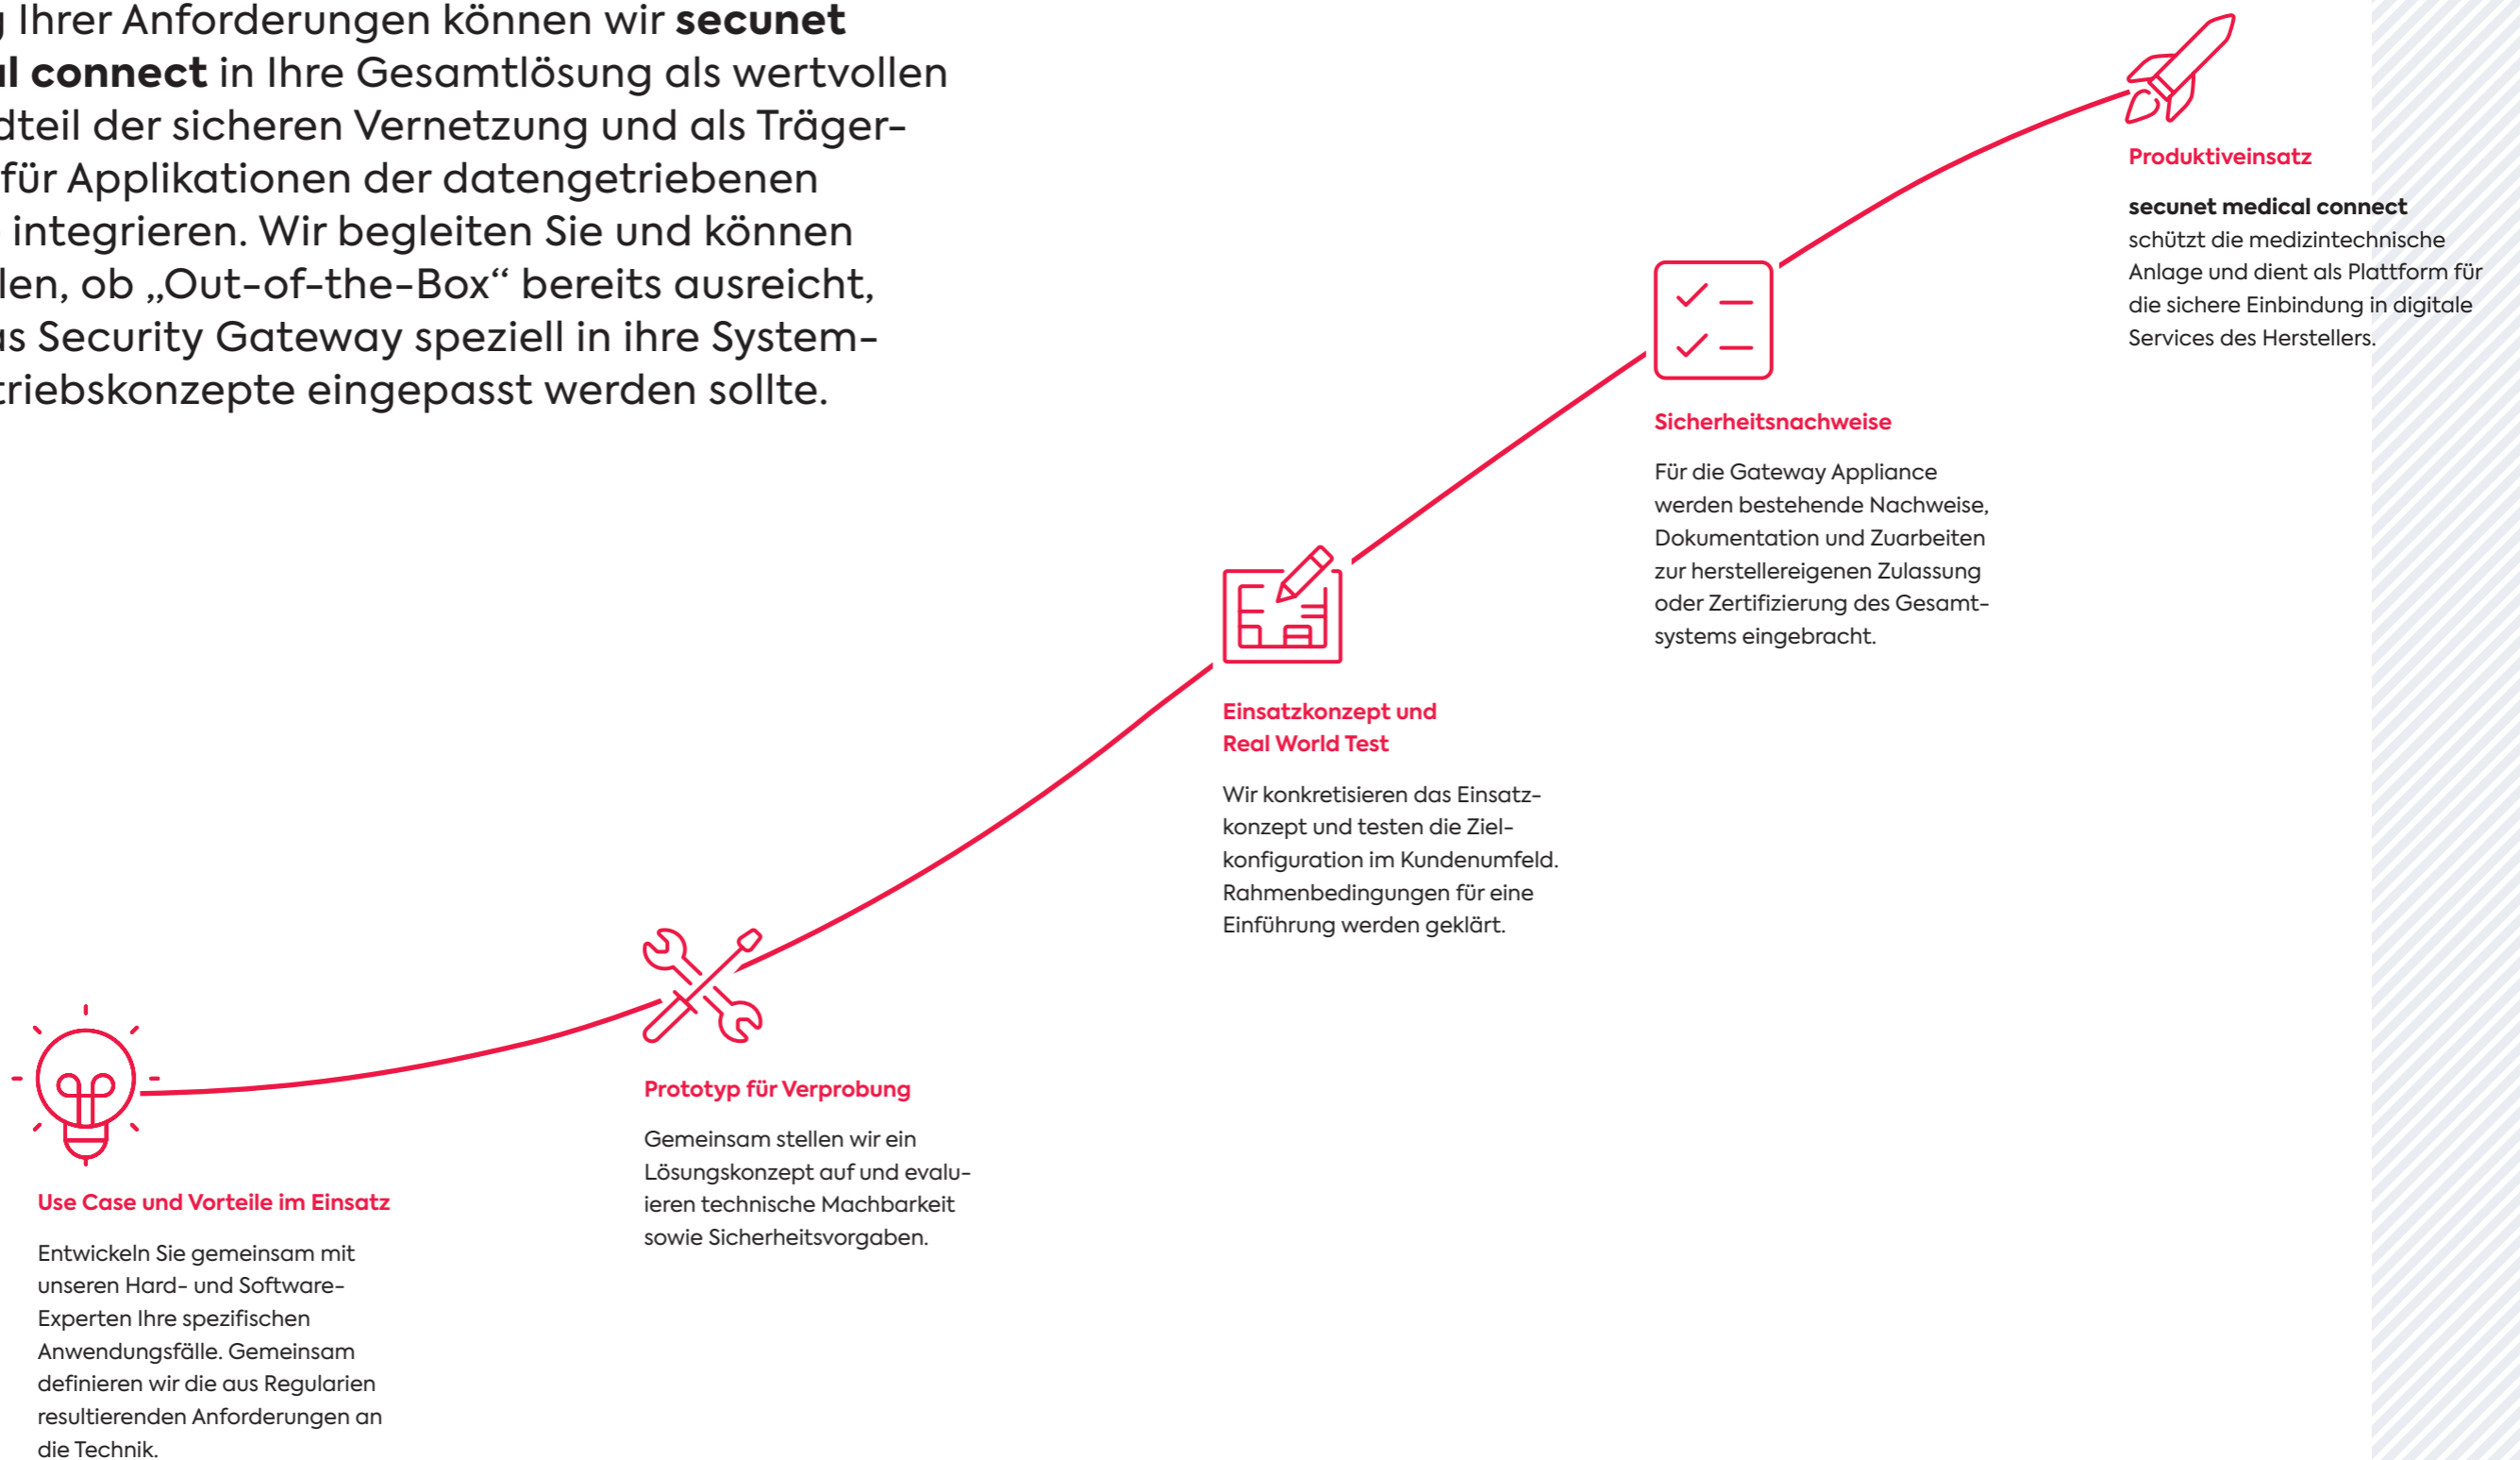 Ihrer Anforderungen können wir secunet
connect in Ihre Gesamtlösung als wertvollen
der sicheren Vernetzung und als Träger-
für Applikationen der datengetriebenen
integrieren. Wir begleiten Sie und können
ob „Out-of-the-Box“ bereits ausreicht,
Security Gateway speziell in ihre System-
eingepasst werden sollte.
Use Case und Vorteile im Einsatz
Entwickeln Sie gemeinsam mit
unseren Hard- und Software-
Experten Ihre spezifischen
Anwendungsfälle. Gemeinsam
definieren wir die aus Regularien
resultierenden Anforderungen an
die Technik.
Prototyp für Verprobung
Gemeinsam stellen wir ein
Lösungskonzept auf und evalu-
ieren technische Machbarkeit
sowie Sicherheitsvorgaben.
Einsatzkonzept und
Real World Test
Wir konkretisieren das Einsatz-
konzept und testen die Ziel-
konfiguration im Kundenumfeld.
Rahmenbedingungen für eine
Einführung werden geklärt.
Sicherheitsnachweise
Für die Gateway Appliance
werden bestehende Nachweise,
Dokumentation und Zuarbeiten
zur herstellereigenen Zulassung
oder Zertifizierung des Gesamt-
systems eingebracht.
Produktiveinsatz
secunet medical connect
schützt die medizintechnische
Anlage und dient als Plattform für
die sichere Einbindung in digitale
Services des Herstellers.